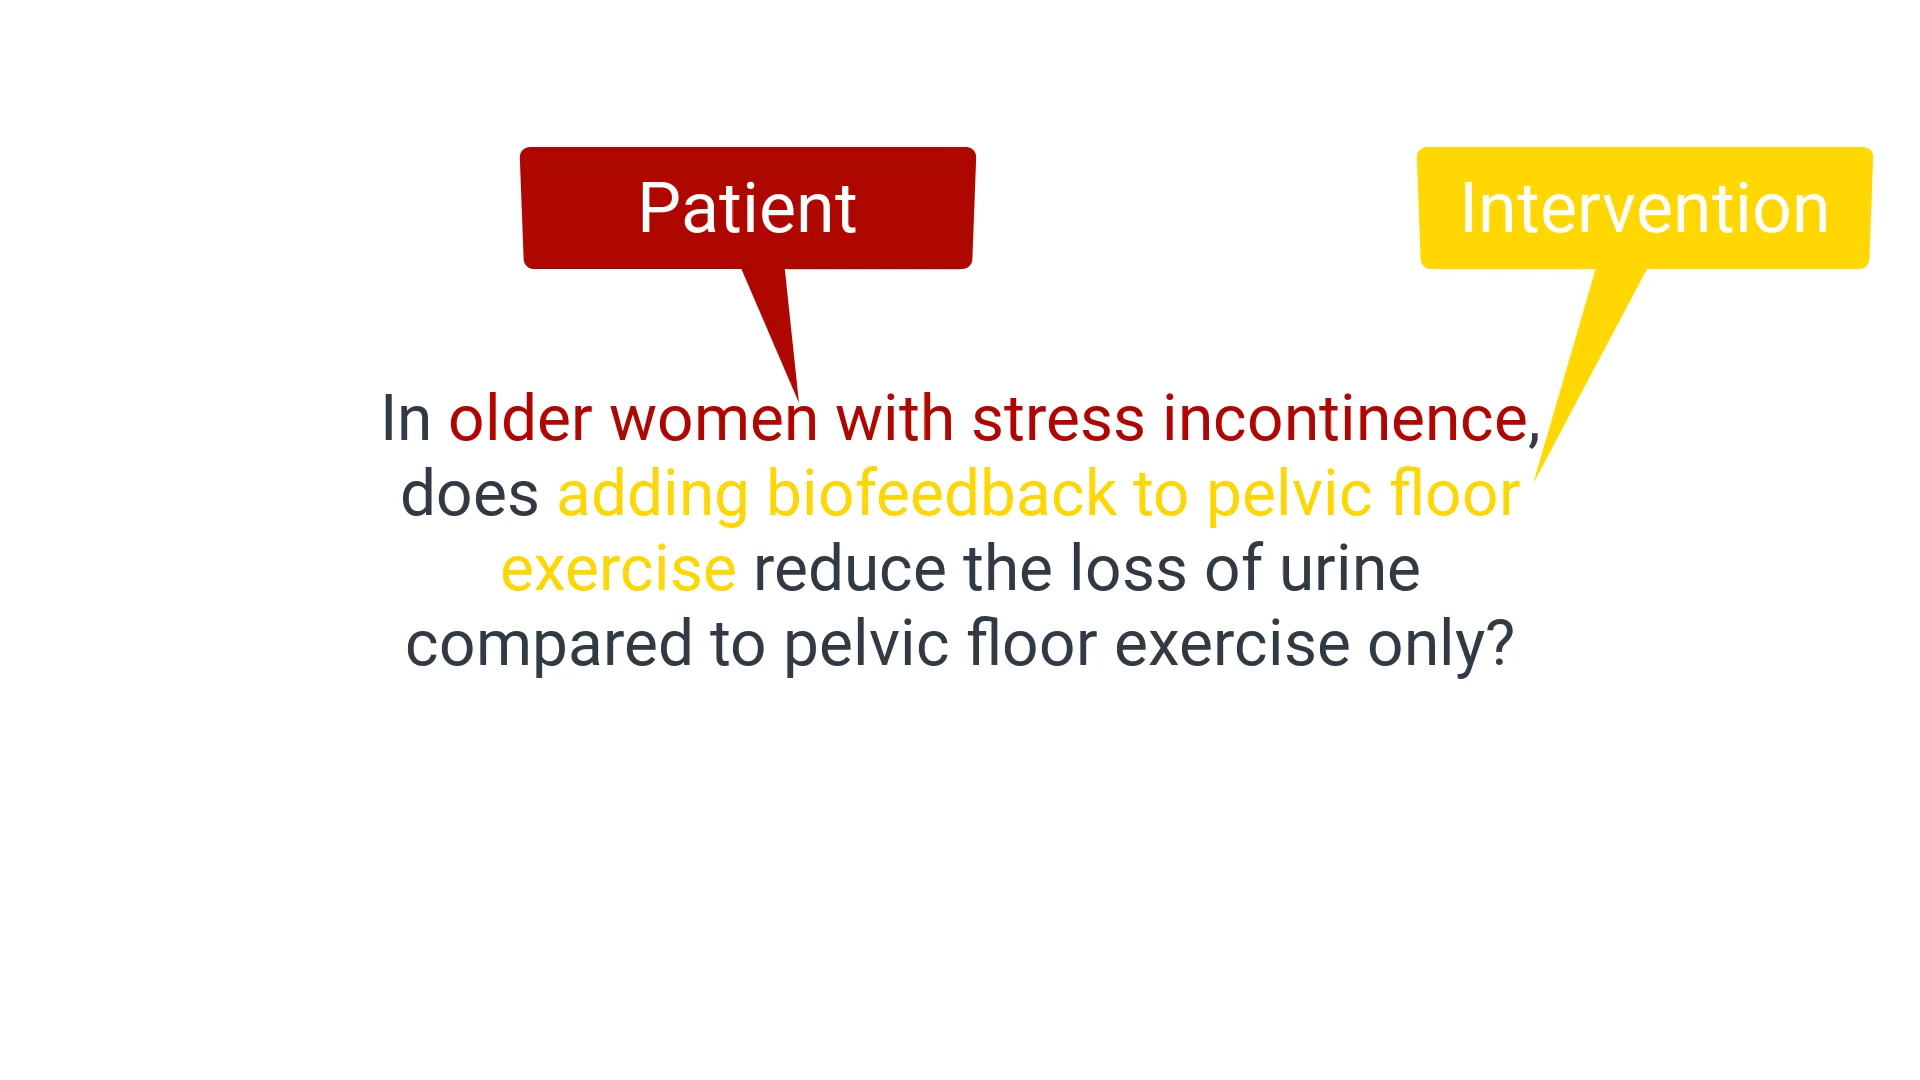 Patient
Intervention
In older women with stress incontinence,
does adding biofeedback to pelvic floor
exercise reduce the loss of urine
compared to pelvic floor exercise only?